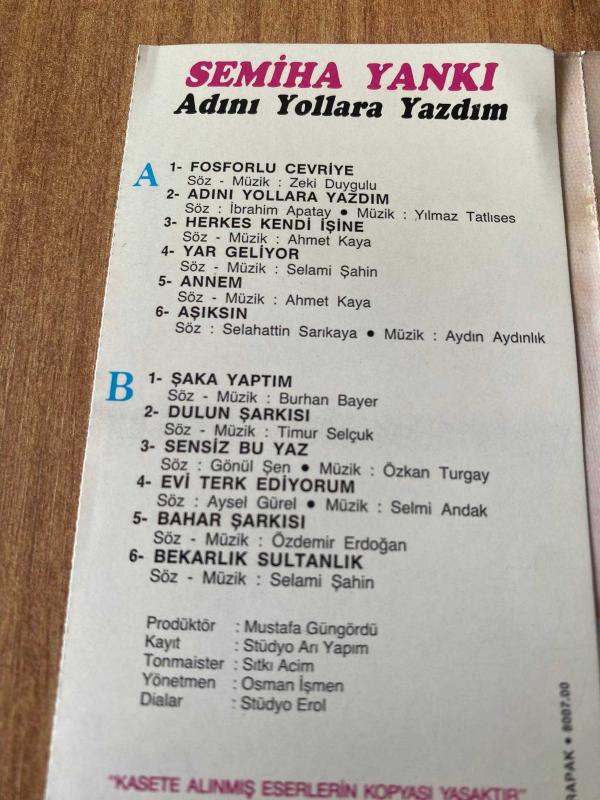 SEMİHA YANKI
Adını Yollara Yazdım
A
1- FOSFORLU CEVRİYE
Söz - Müzik : Zeki Duygulu
2- ADINI YOLLARA YAZDIM
Söz : İbrahim Apatay ● Müzik : Yılmaz Tatlıses
3- HERKES KENDİ İŞİNE
Söz - Müzik : Ahmet Kaya
4- YAR GELİYOR
Söz - Müzik : Selami Şahin
5- ANNEM
Söz - Müzik : Ahmet Kaya
6- AŞIKSIN
Söz : Selahattin Sarıkaya ● Müzik : Aydın Aydınlık
B
1- ŞAKA YAPTIM
Söz - Müzik : Burhan Bayer
2- DULUN ŞARKISI
Söz - Müzik : Timur Selçuk
3- SENSİZ BU YAZ
Söz : Gönül Şen ● Müzik : Özkan Turgay
4- EVİ TERK EDİYORUM
Söz : Aysel Gürel ● Müzik : Selmi Andak
5- BAHAR ŞARKISI
Söz - Müzik : Özdemir Erdoğan
6- BEKARLIK SULTANLIK
Söz - Müzik : Selami Şahin
Prodüktör : Mustafa Güngördü
Kayıt : Stüdyo Arı Yapım
Tonmaister : Sıtkı Acim
Yönetmen : Osman İşmen
Dialar : Stüdyo Erol
"KASETE ALINMIŞ ESERLERİN KOPYASI YASAKTIR"
RAPAK • 8007.00